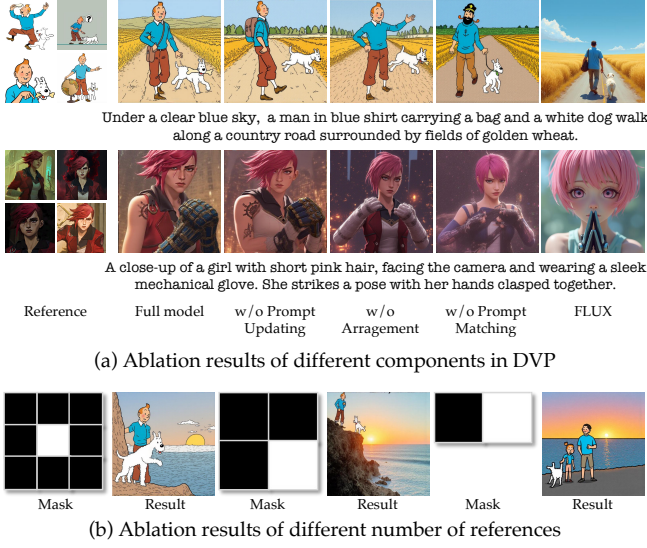 ?
Under a clear blue sky, a man in blue shirt carrying a bag and a white dog walk
along a country road surrounded by fields of golden wheat.
A close-up of a girl with short pink hair, facing the camera and wearing a sleek
mechanical glove. She strikes a pose with her hands clasped together.
Reference
Full model
w/o Prompt
Updating
w/o
Arragement
w/o Prompt
Matching
FLUX
(a) Ablation results of different components in DVP
Mask
Result
Mask
Result
Mask
Result
(b) Ablation results of different number of references